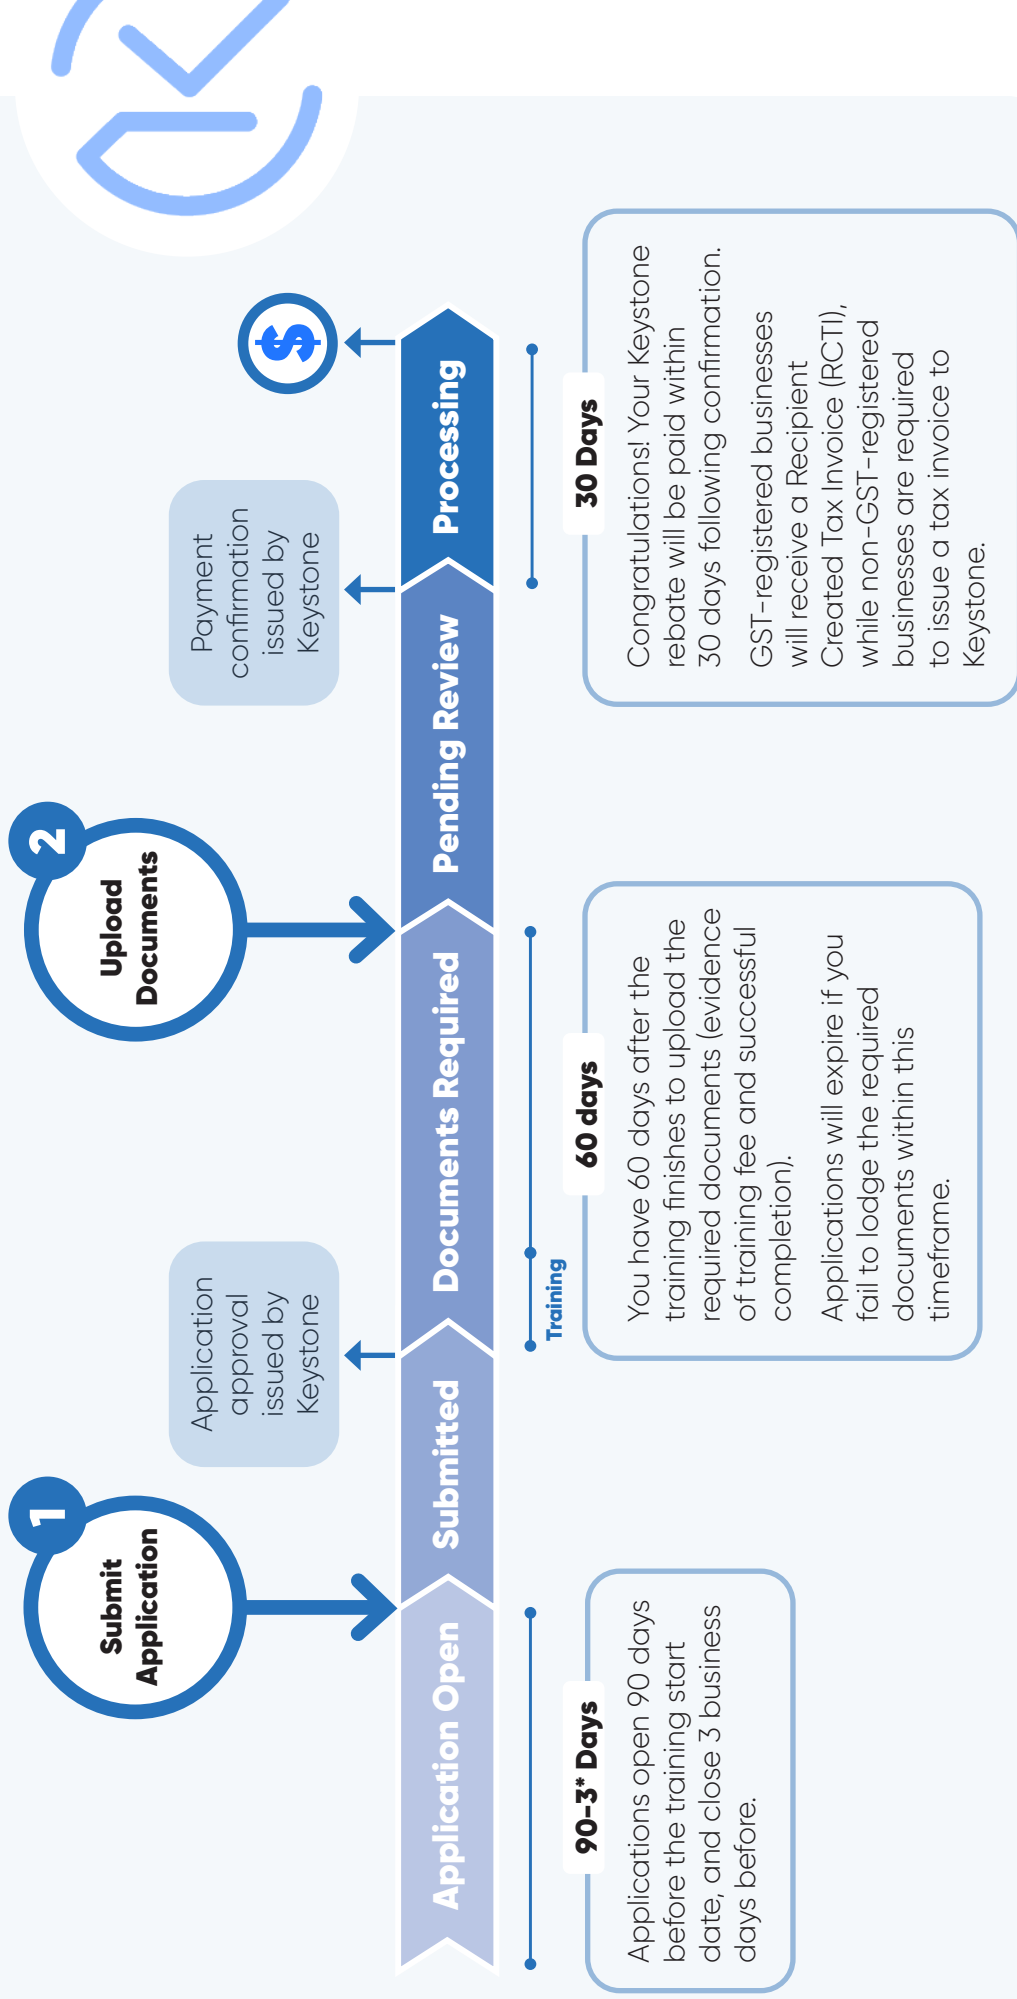 1
Submit
Application
2
Upload
Documents
Application
approval
issued by
Keystone
Payment
confirmation
issued by
Keystone
$
Application Open
Submitted
Documents Required
Pending Review
Processing
Training
90-3* Days
Applications open 90 days
before the training start
date, and close 3 business
days before.
60 days
You have 60 days after the
training finishes to upload the
required documents (evidence
of training fee and successful
completion).
Applications will expire if you
fail to lodge the required
documents within this
timeframe.
30 Days
Congratulations! Your Keystone
rebate will be paid within
30 days following confirmation.
GST-registered businesses
will receive a Recipient
Created Tax Invoice (RCTI),
while non-GST-registered
businesses are required
to issue a tax invoice to
Keystone.